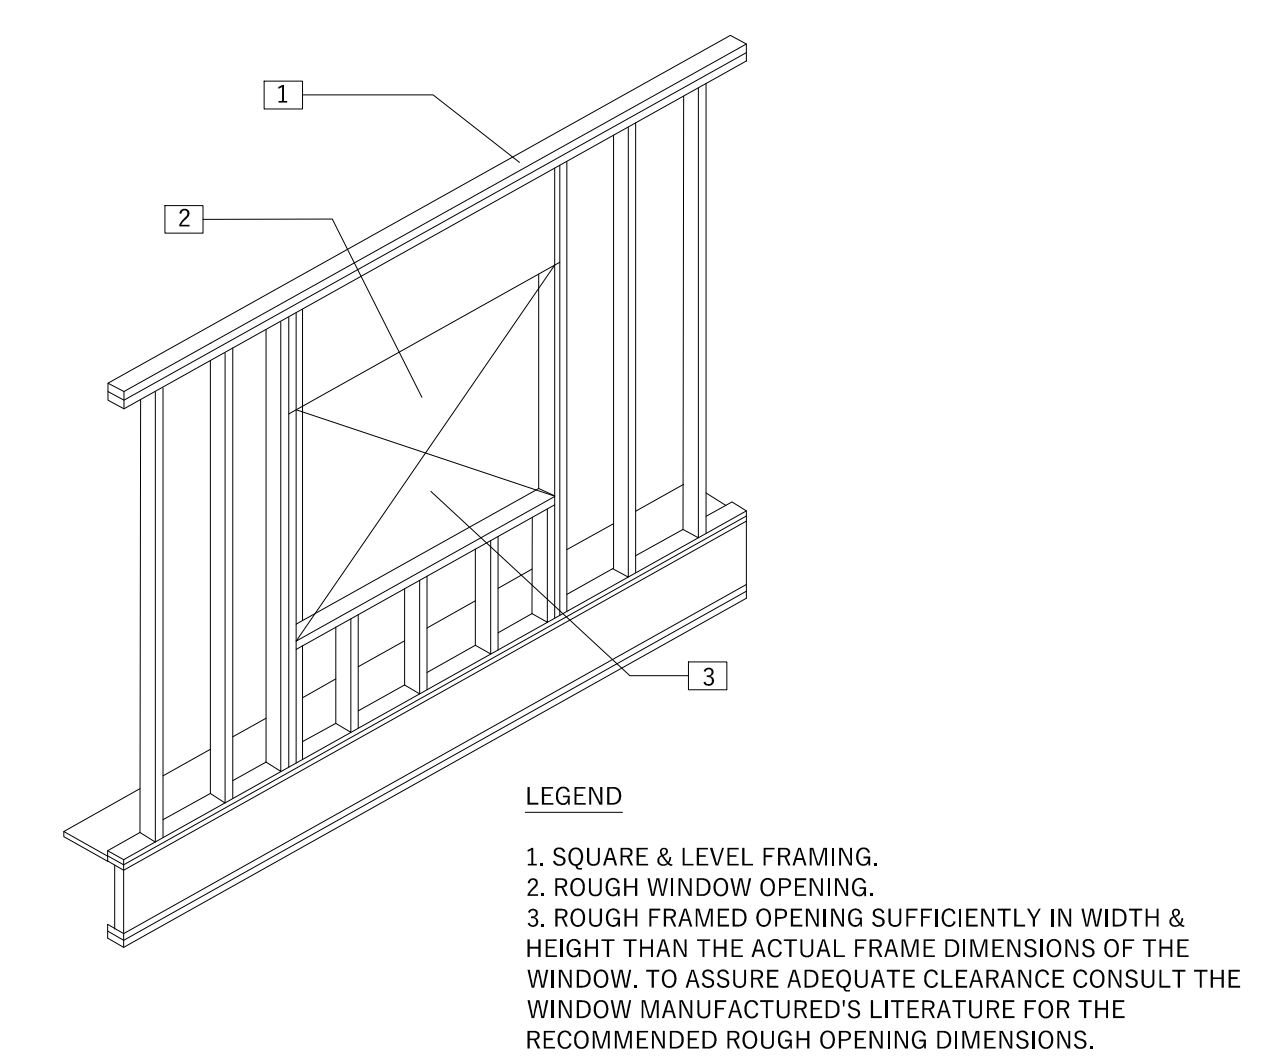 1
2
3
LEGEND
1. SQUARE & LEVEL FRAMING.
2. ROUGH WINDOW OPENING.
3. ROUGH FRAMED OPENING SUFFICIENTLY IN WIDTH &
HEIGHT THAN THE ACTUAL FRAME DIMENSIONS OF THE
WINDOW. TO ASSURE ADEQUATE CLEARANCE CONSULT THE
WINDOW MANUFACTURED'S LITERATURE FOR THE
RECOMMENDED ROUGH OPENING DIMENSIONS.